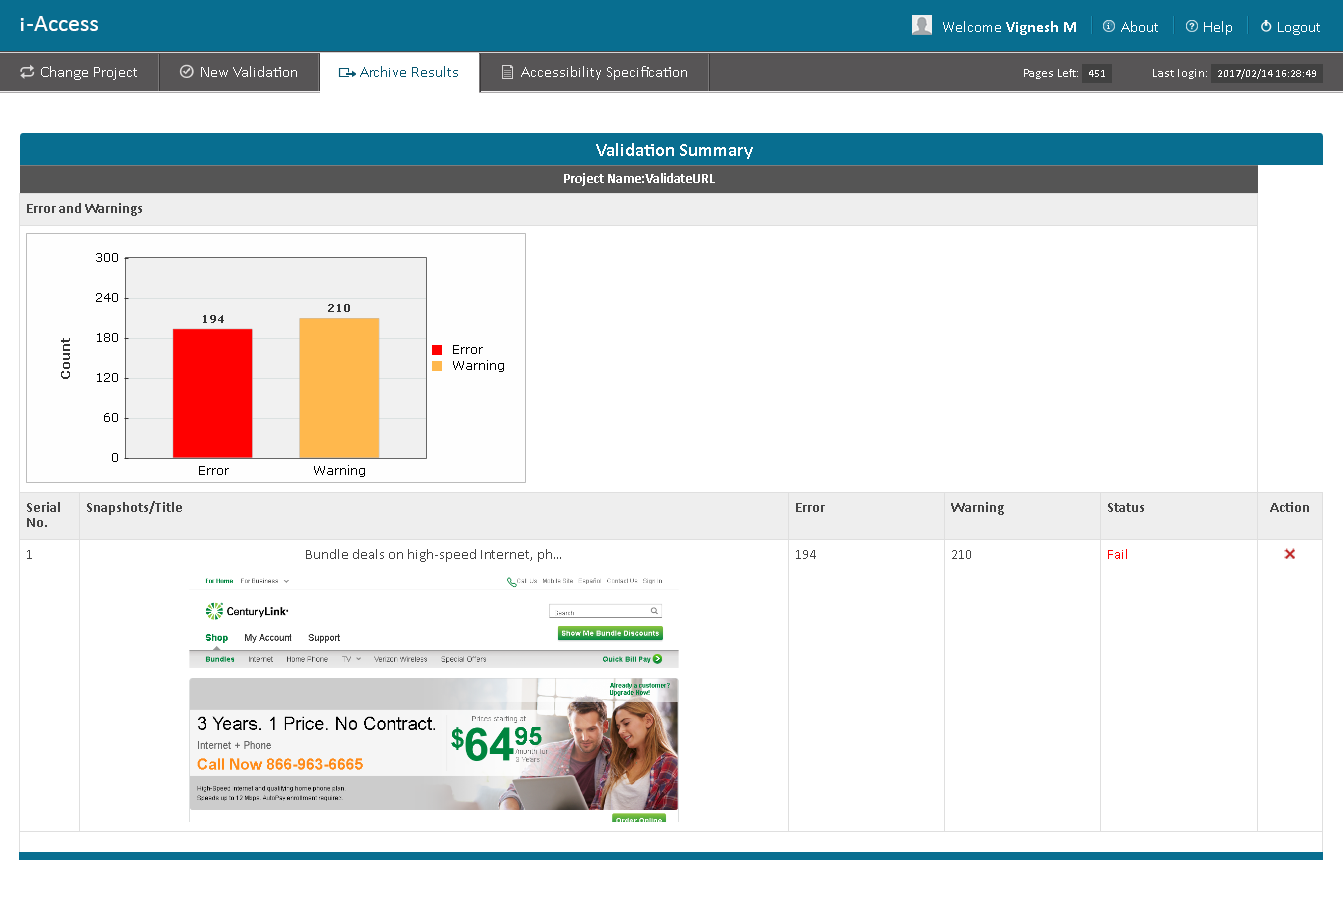 i-Access
Welcome Vignesh M
About
Help
Logout
Change Project
New Validation
Archive Results
Accessibility Specification
Pages Left: 451
Last login: 2017/02/14 16:28:49
Validation Summary
Project Name:ValidateURL
Error and Warnings
300
240
180
120
60
0
Count
194
210
Error
Warning
Error
Warning
Serial No.
Snapshots/Title
Error
Warning
Status
Action
1
Bundle deals on high-speed Internet, ph...
194
210
Fail
For Home For Business
Call Us Mobile Site Español Contact Us Sign In
CenturyLink
Search
Shop My Account Support
Show Me Bundle Discounts
Bundles Internet Home Phone TV Verizon Wireless Special Offers
Quick Bill Pay
Already a customer?
Upgrade Now!
3 Years. 1 Price. No Contract.
Internet + Phone
Call Now 866-963-6665
Prices starting at
$64 95
/month for
3 Years
High-Speed Internet and qualifying home phone plan.
Speeds up to 12 Mbps. AutoPay enrollment required.
Order Online